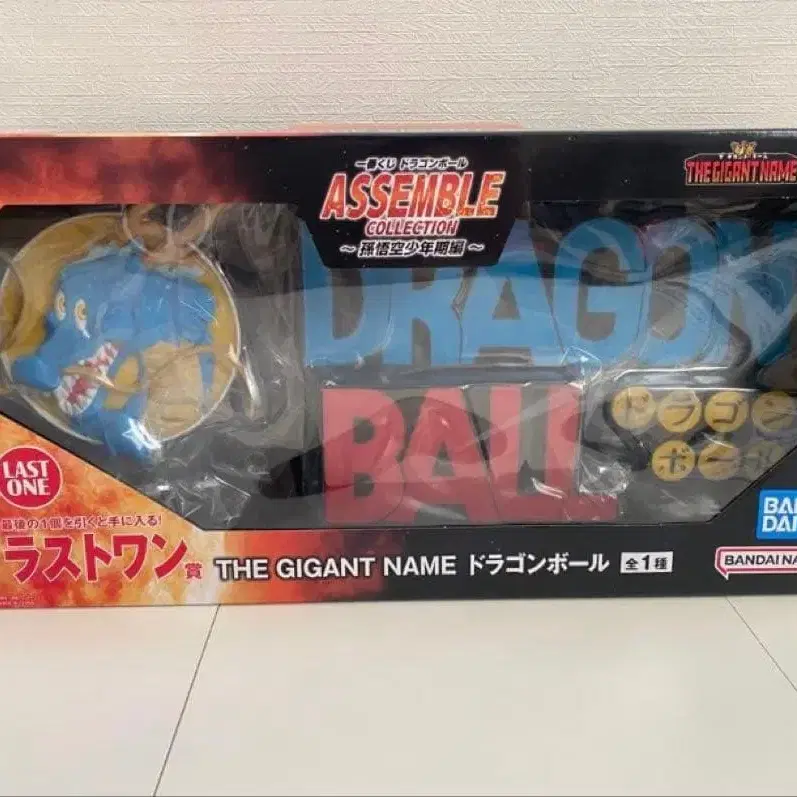 一番くじ ドラゴンボール
ASSEMBLE
COLLECTION
～ 孫悟空少年期編 ～
THE GIGANT NAME
DRAGON
BALL
ドラゴン
ボー
LAST
ONE
最後の1個を引くと手に入る!
ラストワン賞
THE GIGANT NAME ドラゴンボール 全1種
BAN
DAI
BANDAI NA